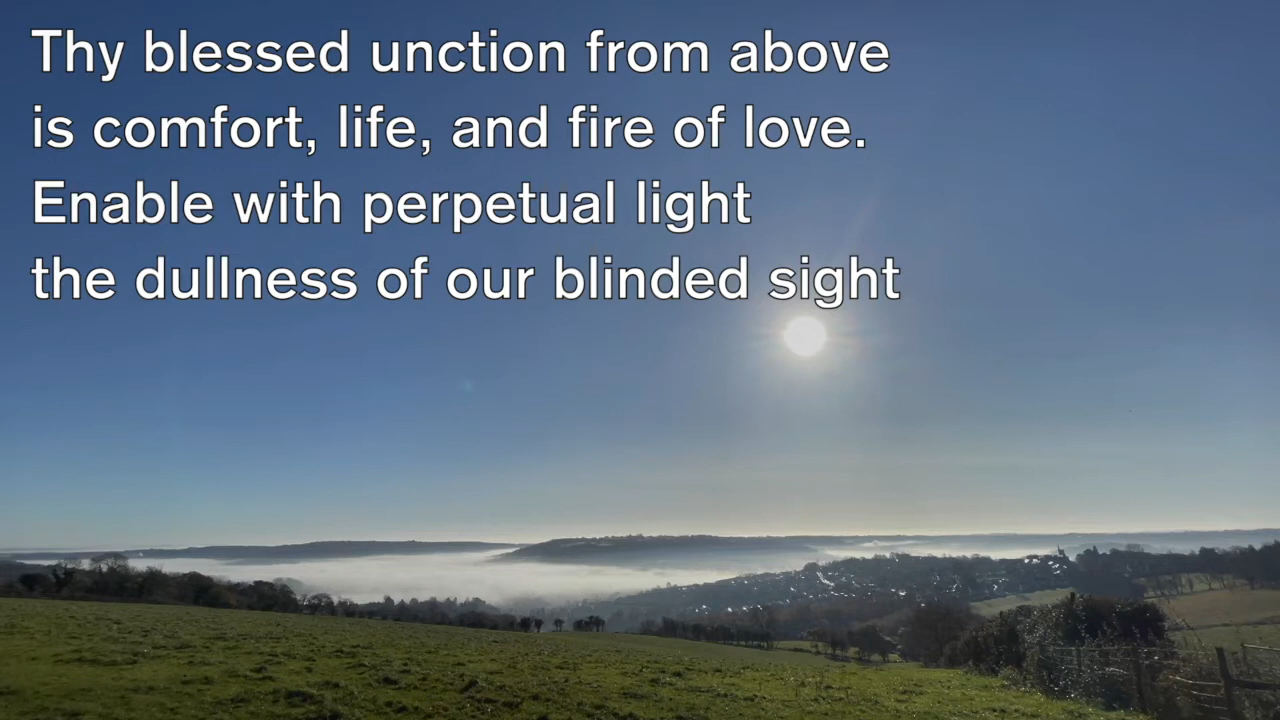 Thy blessed unction from above
is comfort, life, and fire of love.
Enable with perpetual light
the dullness of our blinded sight